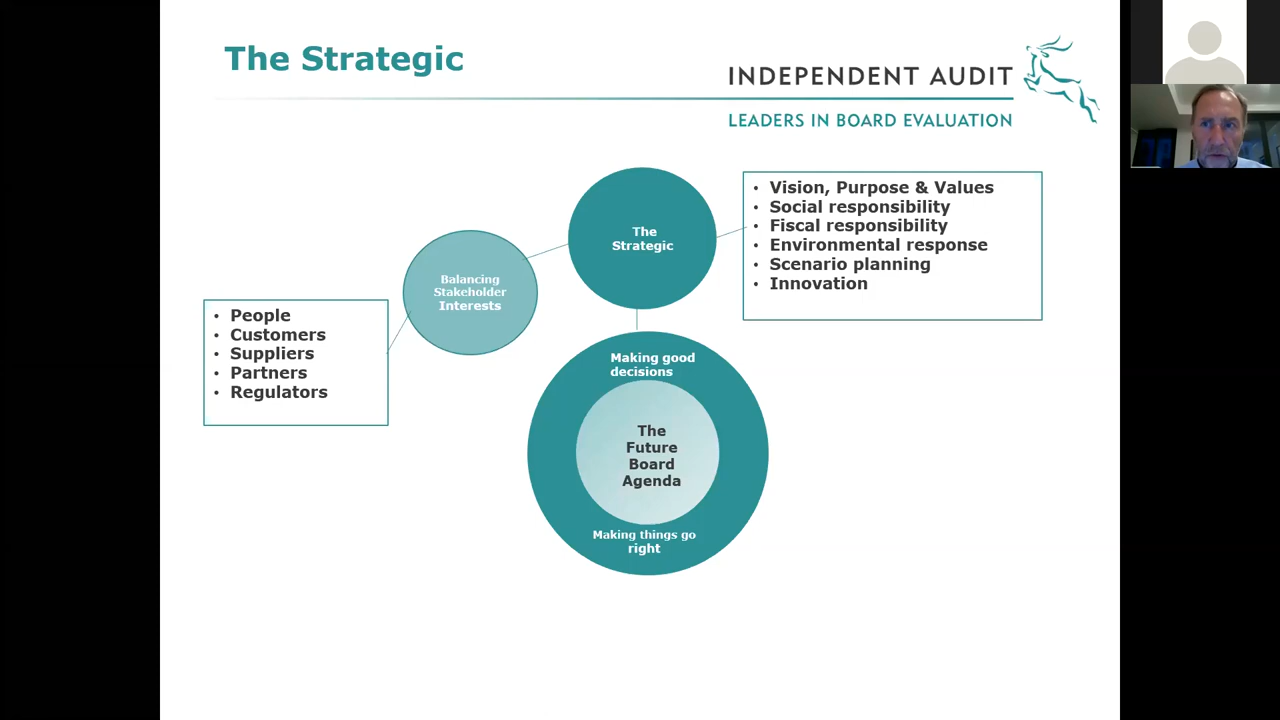 The Strategic
INDEPENDENT AUDIT
LEADERS IN BOARD EVALUATION
The
Strategic
• Vision, Purpose & Values
• Social responsibility
• Fiscal responsibility
• Environmental response
• Scenario planning
• Innovation
Balancing
Stakeholder
Interests
• People
• Customers
• Suppliers
• Partners
• Regulators
Making good
decisions
The
Future
Board
Agenda
Making things go
right